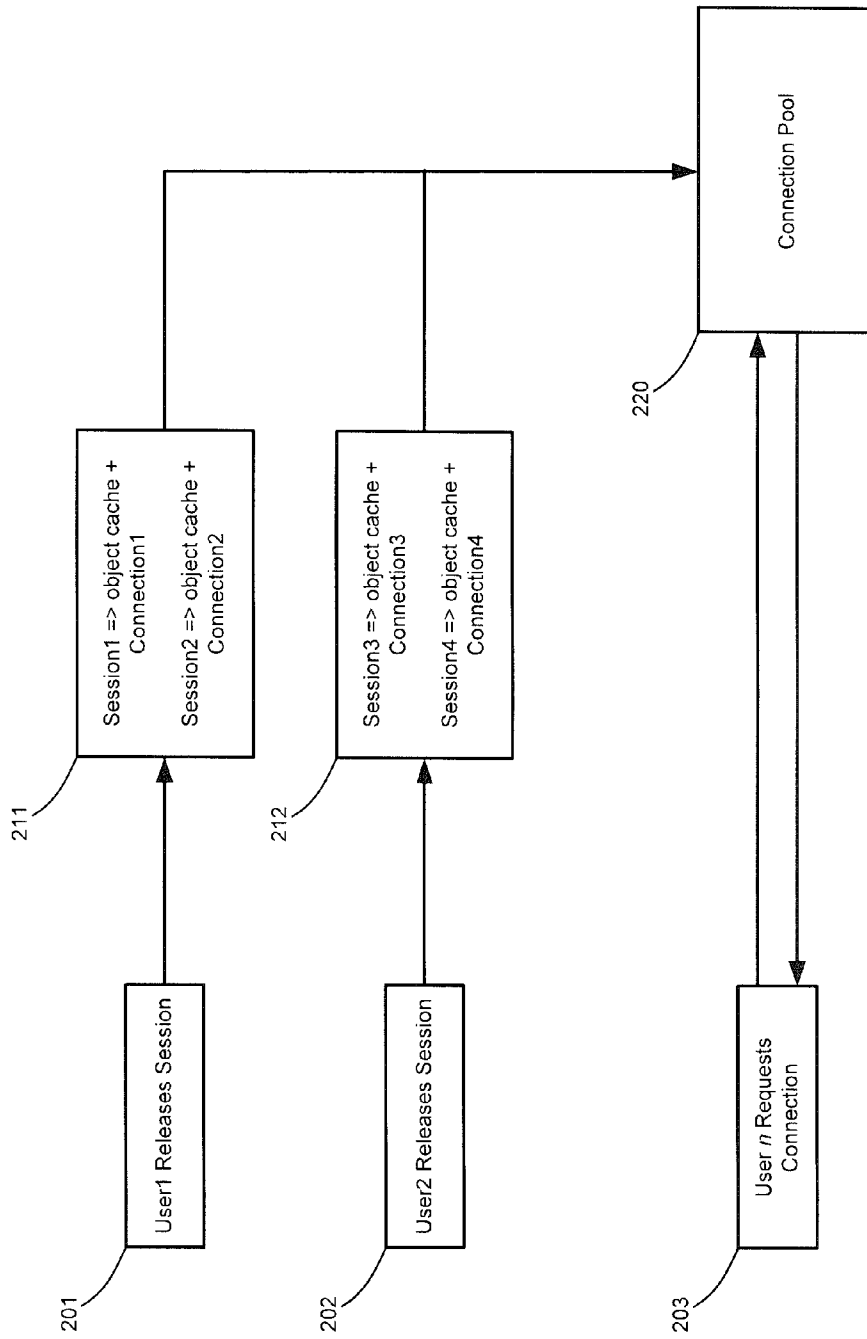 201
User1 Releases Session
211
Session1 => object cache +
Connection1
Session2 => object cache +
Connection2
202
User2 Releases Session
212
Session3 => object cache +
Connection3
Session4 => object cache +
Connection4
203
User n Requests
Connection
220
Connection Pool